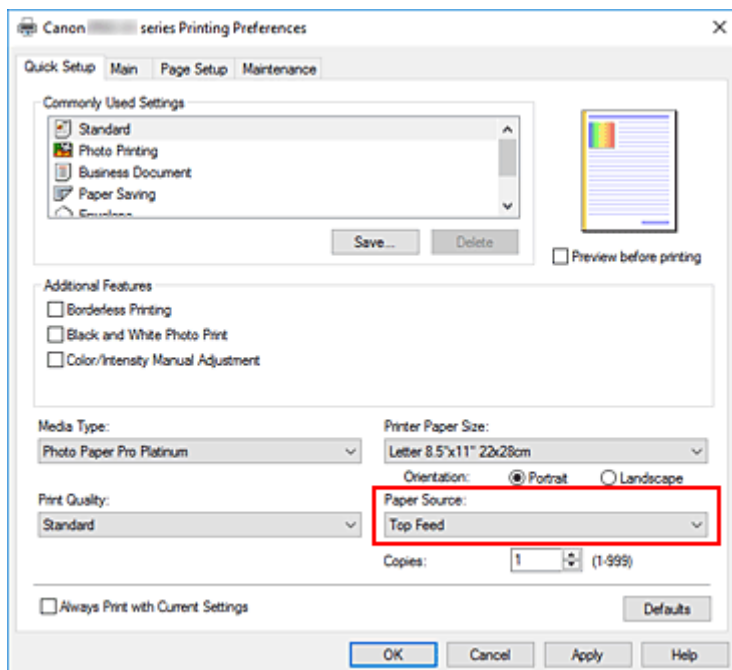 Canon series Printing Preferences
Quick Setup Main Page Setup Maintenance
Commonly Used Settings
Standard
Photo Printing
Business Document
Paper Saving
Envelope
Save... Delete
Preview before printing
Additional Features
Borderless Printing
Black and White Photo Print
Color/Intensity Manual Adjustment
Media Type: Printer Paper Size:
Photo Paper Pro Platinum Letter 8.5"x11" 22x28cm
Orientation: Portrait Landscape
Print Quality: Paper Source:
Standard Top Feed
Copies: 1 (1-999)
Always Print with Current Settings Defaults
OK Cancel Apply Help